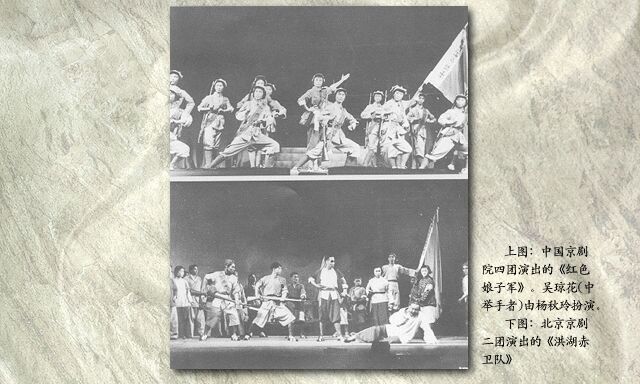 上图：中国京剧
院四团演出的《红色
娘子军》。吴琼花(中
举手者)由杨秋玲扮演。
下图：北京京剧
二团演出的《洪湖赤
卫队》